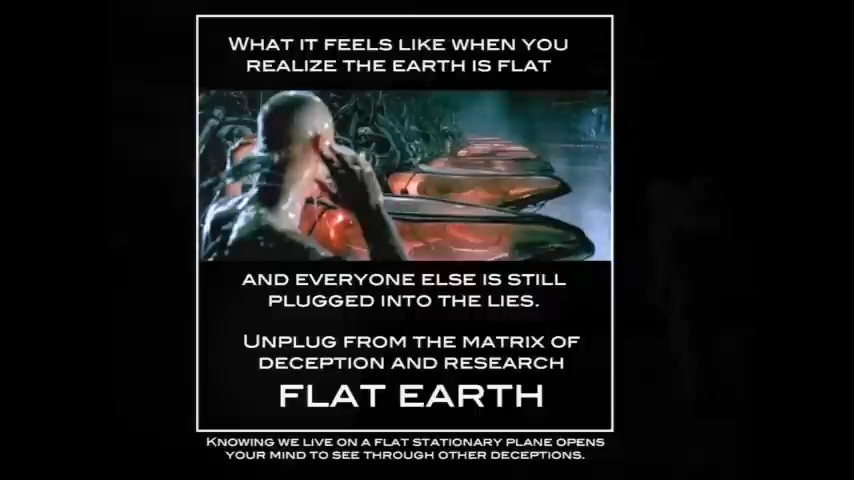 WHAT IT FEELS LIKE WHEN YOU
REALIZE THE EARTH IS FLAT
AND EVERYONE ELSE IS STILL
PLUGGED INTO THE LIES.
UNPLUG FROM THE MATRIX OF
DECEPTION AND RESEARCH
FLAT EARTH
KNOWING WE LIVE ON A FLAT STATIONARY PLANE OPENS
YOUR MIND TO SEE THROUGH OTHER DECEPTIONS.